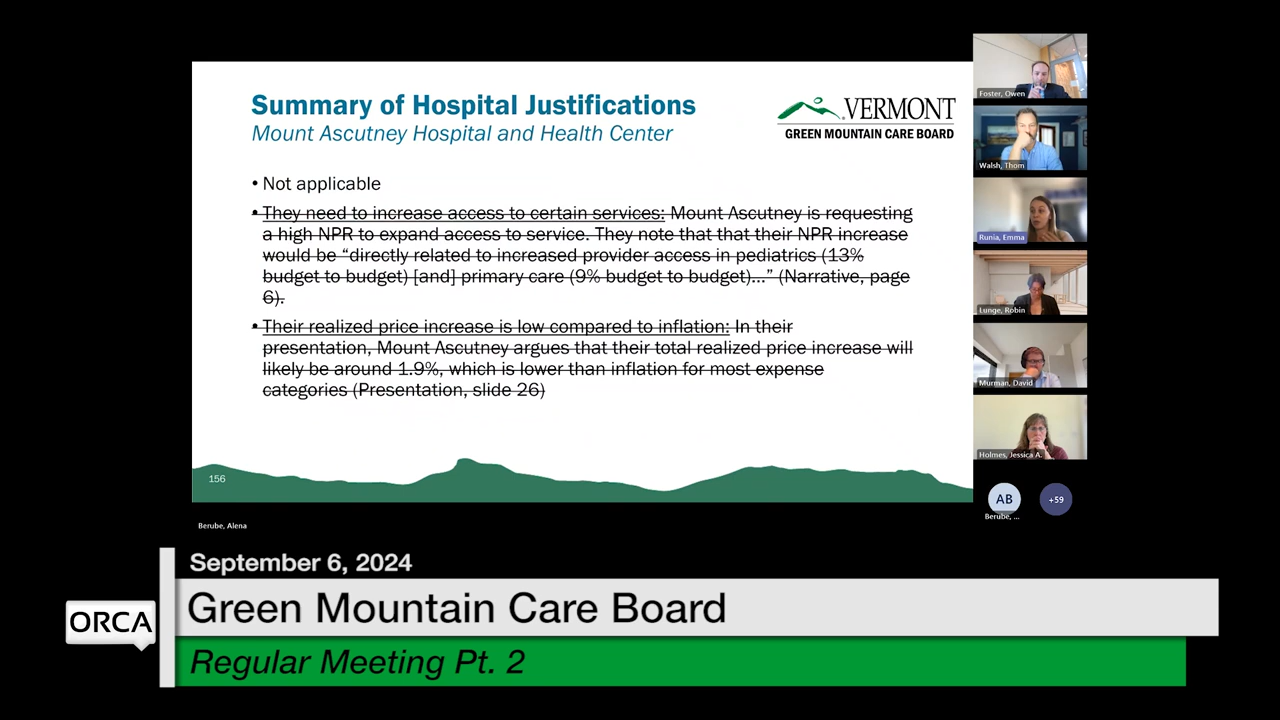 Summary of Hospital Justifications
Mount Ascutney Hospital and Health Center
VERMONT
GREEN MOUNTAIN CARE BOARD
• Not applicable
• They need to increase access to certain services: Mount Ascutney is requesting
a high NPR to expand access to service. They note that that their NPR increase
would be “directly related to increased provider access in pediatrics (13%
budget to budget) [and] primary care (9% budget to budget)...” (Narrative, page
6).
• Their realized price increase is low compared to inflation: In their
presentation, Mount Ascutney argues that their total realized price increase will
likely be around 1.9%, which is lower than inflation for most expense
categories (Presentation, slide 26)
156
Berube, Alena
Foster, Owen
Walsh, Thom
Runia, Emma
Lunge, Robin
Murman, David
Holmes, Jessica A.
AB
+59
Berube, ...
September 6, 2024
ORCA
Green Mountain Care Board
Regular Meeting Pt. 2